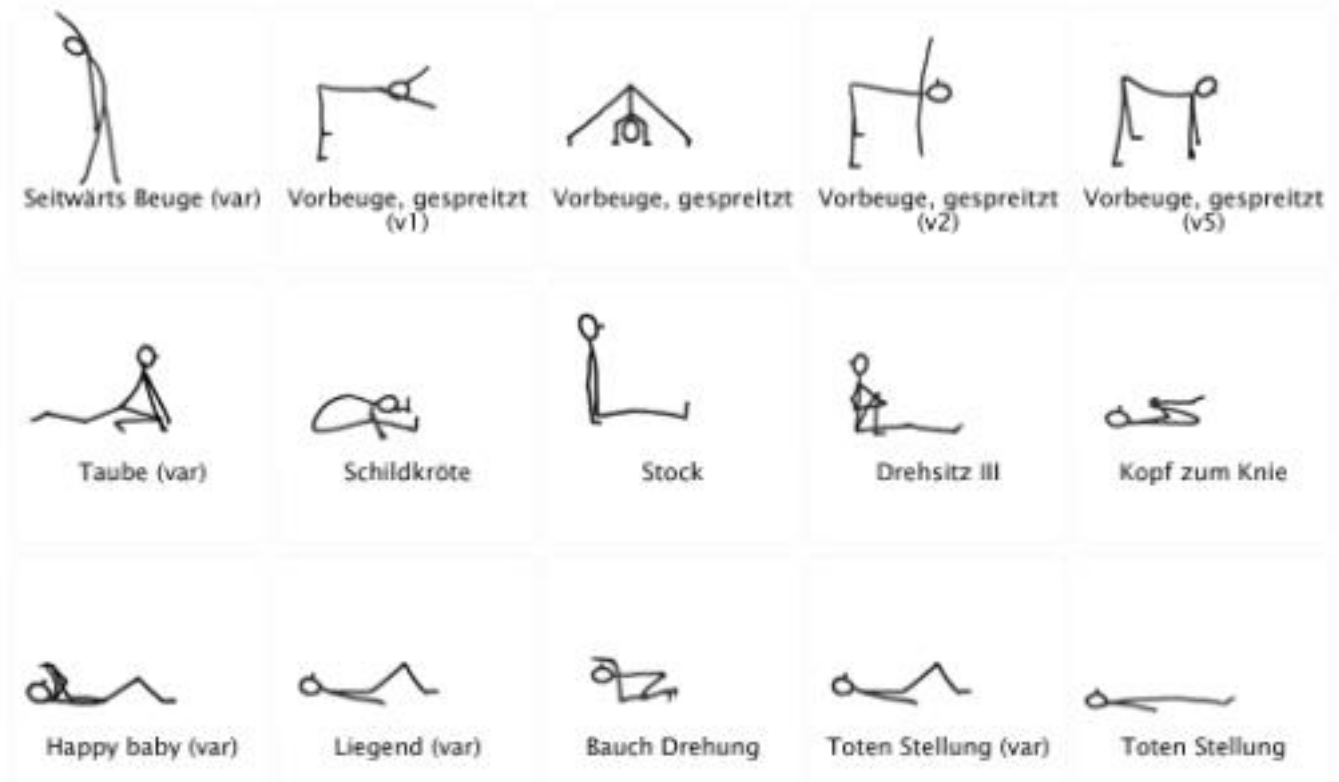 Seitwärts Beuge (var)
Vorbeuge, gespreitzt
(v1)
Vorbeuge, gespreitzt
Vorbeuge, gespreitzt
(v2)
Vorbeuge, gespreitzt
(v5)
Taube (var)
Schildkröte
Stock
Drehsitz III
Kopf zum Knie
Happy baby (var)
Liegend (var)
Bauch Drehung
Toten Stellung (var)
Toten Stellung